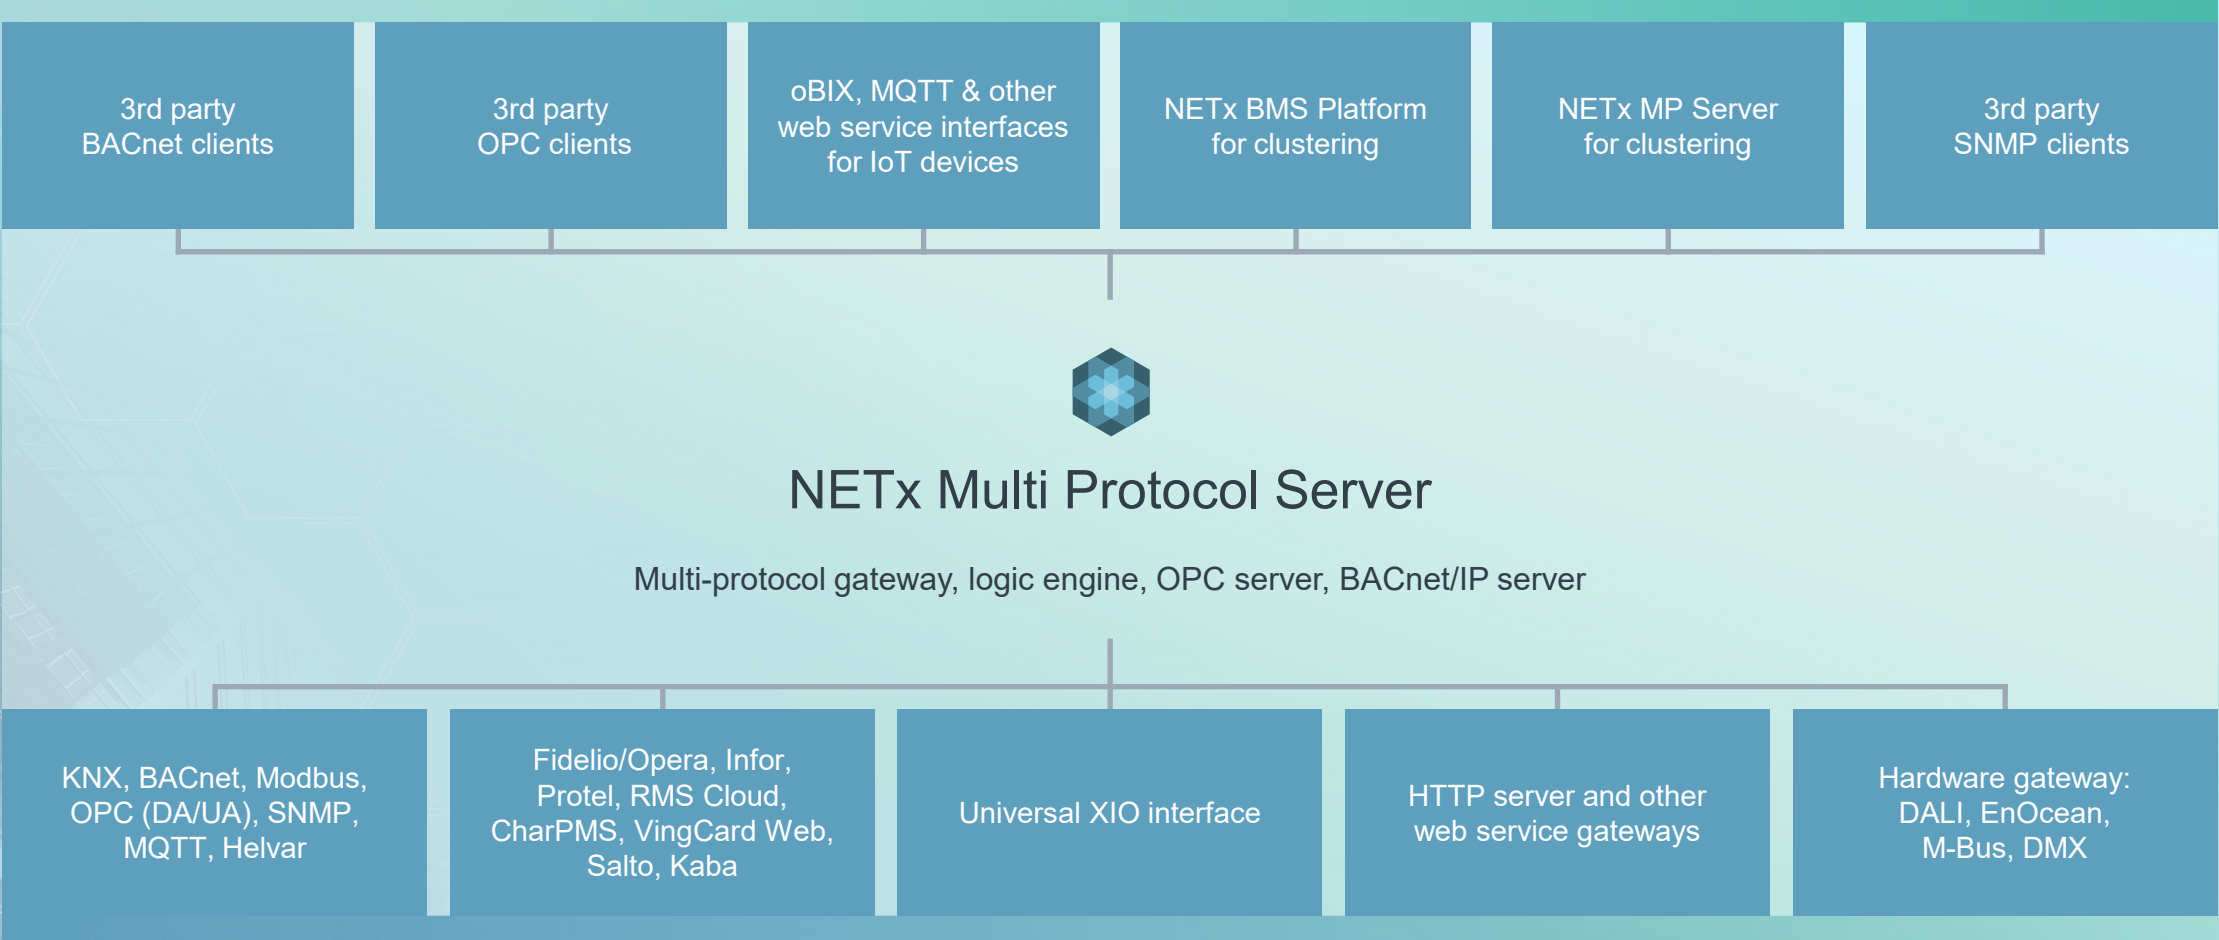 3rd party
BACnet clients
3rd party
OPC clients
oBIX, MQTT & other
web service interfaces
for IoT devices
NETx BMS Platform
for clustering
NETx MP Server
for clustering
3rd party
SNMP clients
NETx Multi Protocol Server
Multi-protocol gateway, logic engine, OPC server, BACnet/IP server
KNX, BACnet, Modbus,
OPC (DA/UA), SNMP,
MQTT, Helvar
Fidelio/Opera, Infor,
Protel, RMS Cloud,
CharPMS, VingCard Web,
Salto, Kaba
Universal XIO interface
HTTP server and other
web service gateways
Hardware gateway:
DALI, EnOcean,
M-Bus, DMX